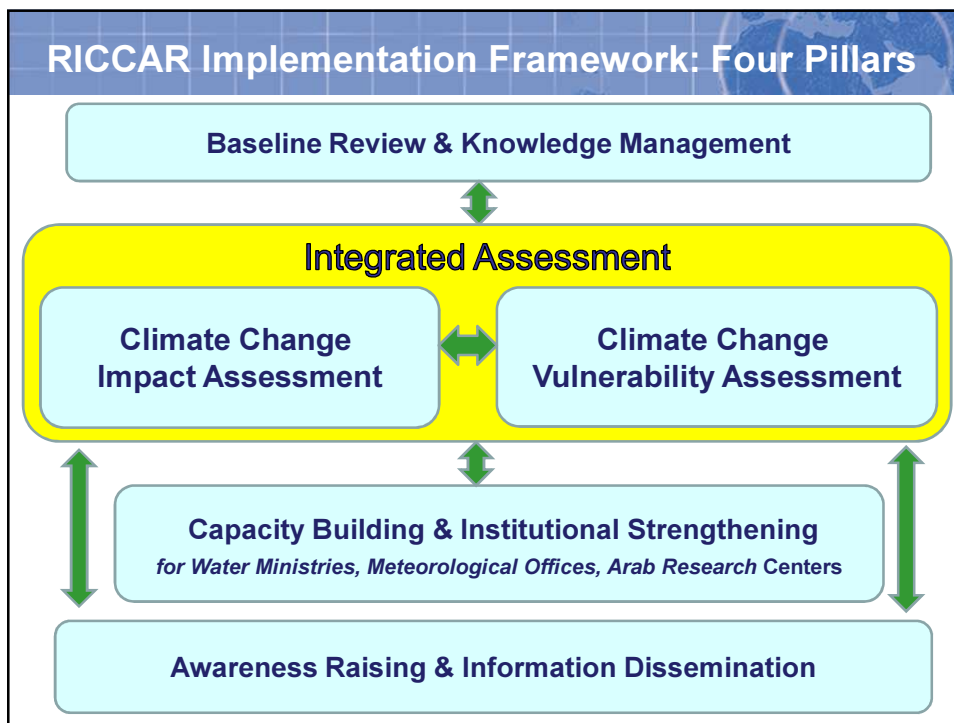 RICCAR Implementation Framework: Four Pillars
Baseline Review & Knowledge Management
Integrated Assessment
Climate Change
Impact Assessment
Climate Change
Vulnerability Assessment
Capacity Building & Institutional Strengthening
for Water Ministries, Meteorological Offices, Arab Research Centers
Awareness Raising & Information Dissemination